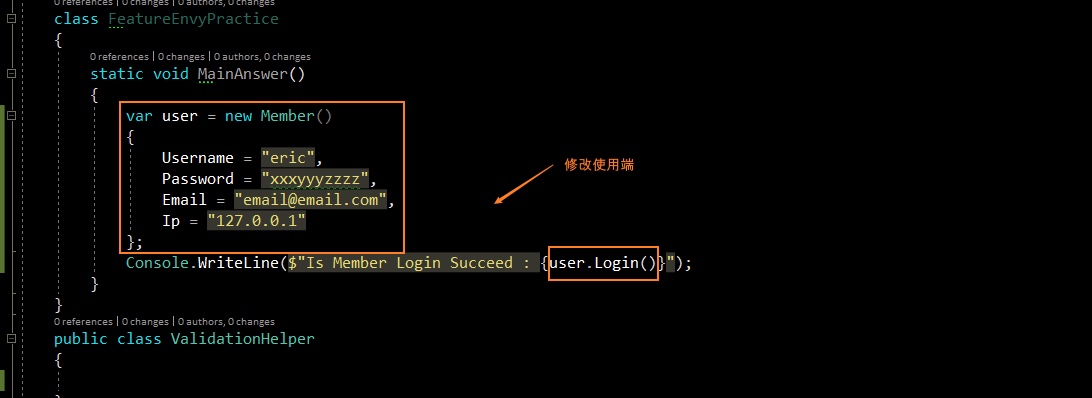 0 references | 0 changes | 0 authors, 0 changes
class FeatureEnvyPractice
{
0 references | 0 changes | 0 authors, 0 changes
static void MainAnswer()
{
var user = new Member()
{
Username = "eric",
Password = "xxxyyyzzzz",
Email = "email@email.com",
Ip = "127.0.0.1"
};
修改使用端
Console.WriteLine($"Is Member Login Succeed : {user.Login()}");
}
}
0 references | 0 changes | 0 authors, 0 changes
public class ValidationHelper
{